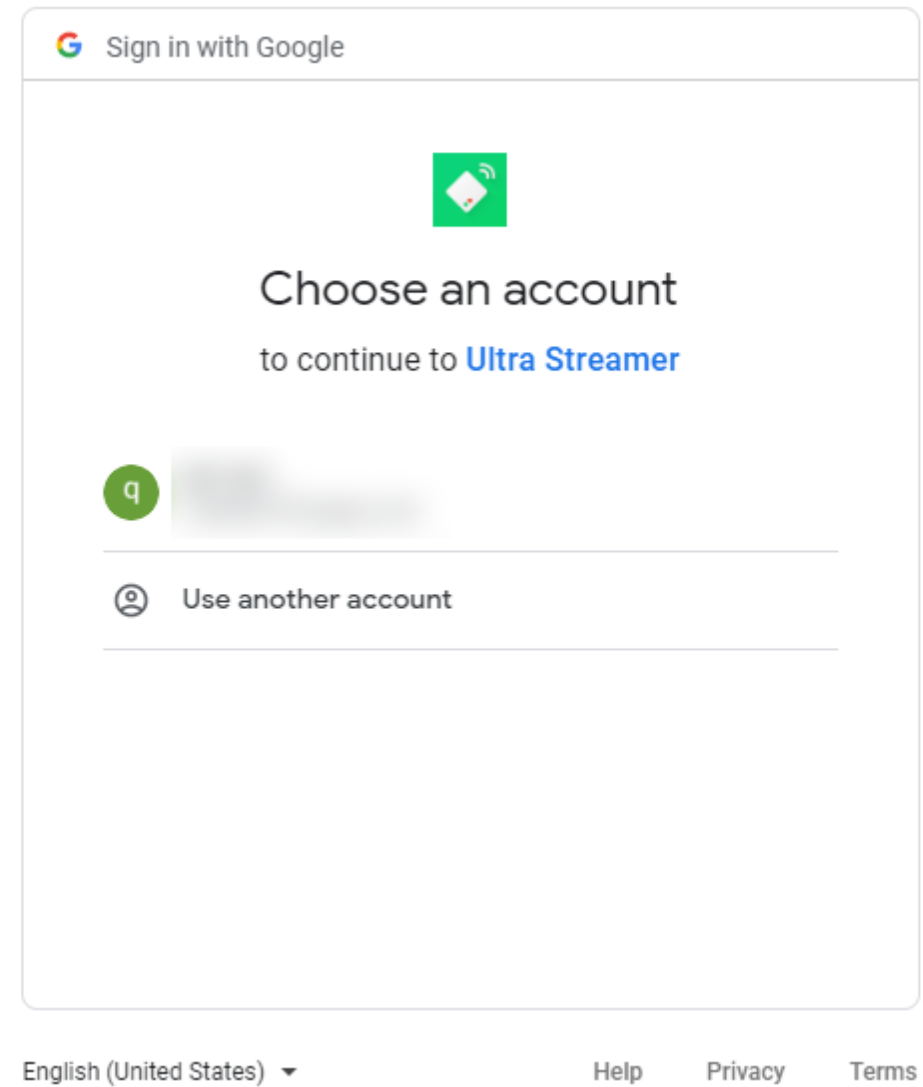 Sign in with Google
Choose an account
to continue to Ultra Streamer
q
Use another account
English (United States)
Help Privacy Terms